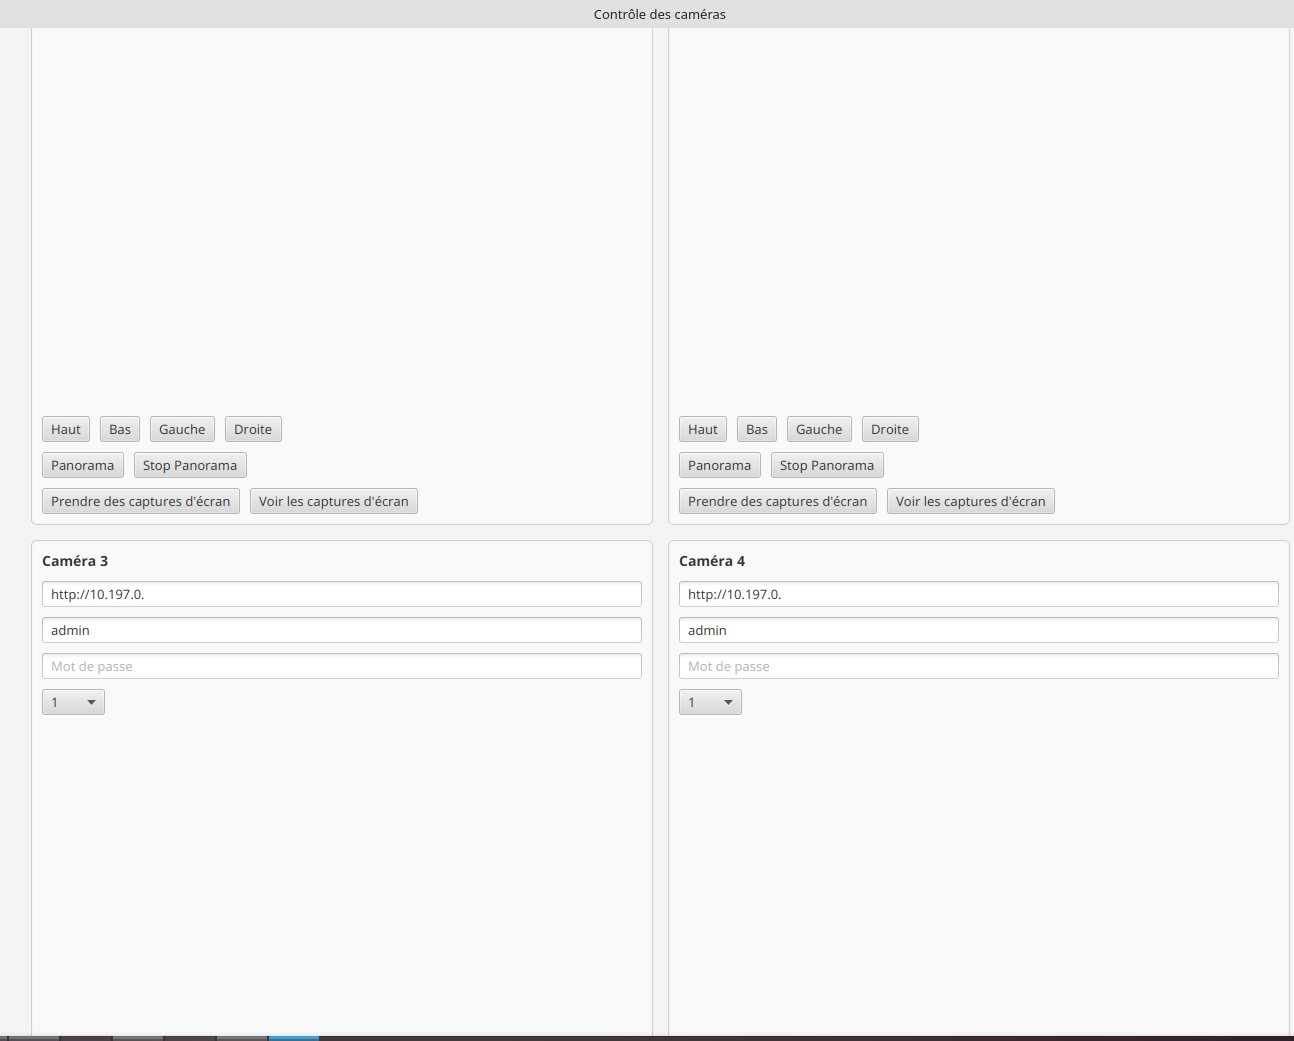 Contrôle des caméras
Haut Bas Gauche Droite
Panorama Stop Panorama
Prendre des captures d'écran Voir les captures d'écran
Haut Bas Gauche Droite
Panorama Stop Panorama
Prendre des captures d'écran Voir les captures d'écran
Caméra 3
http://10.197.0.
admin
Mot de passe
1
Caméra 4
http://10.197.0.
admin
Mot de passe
1